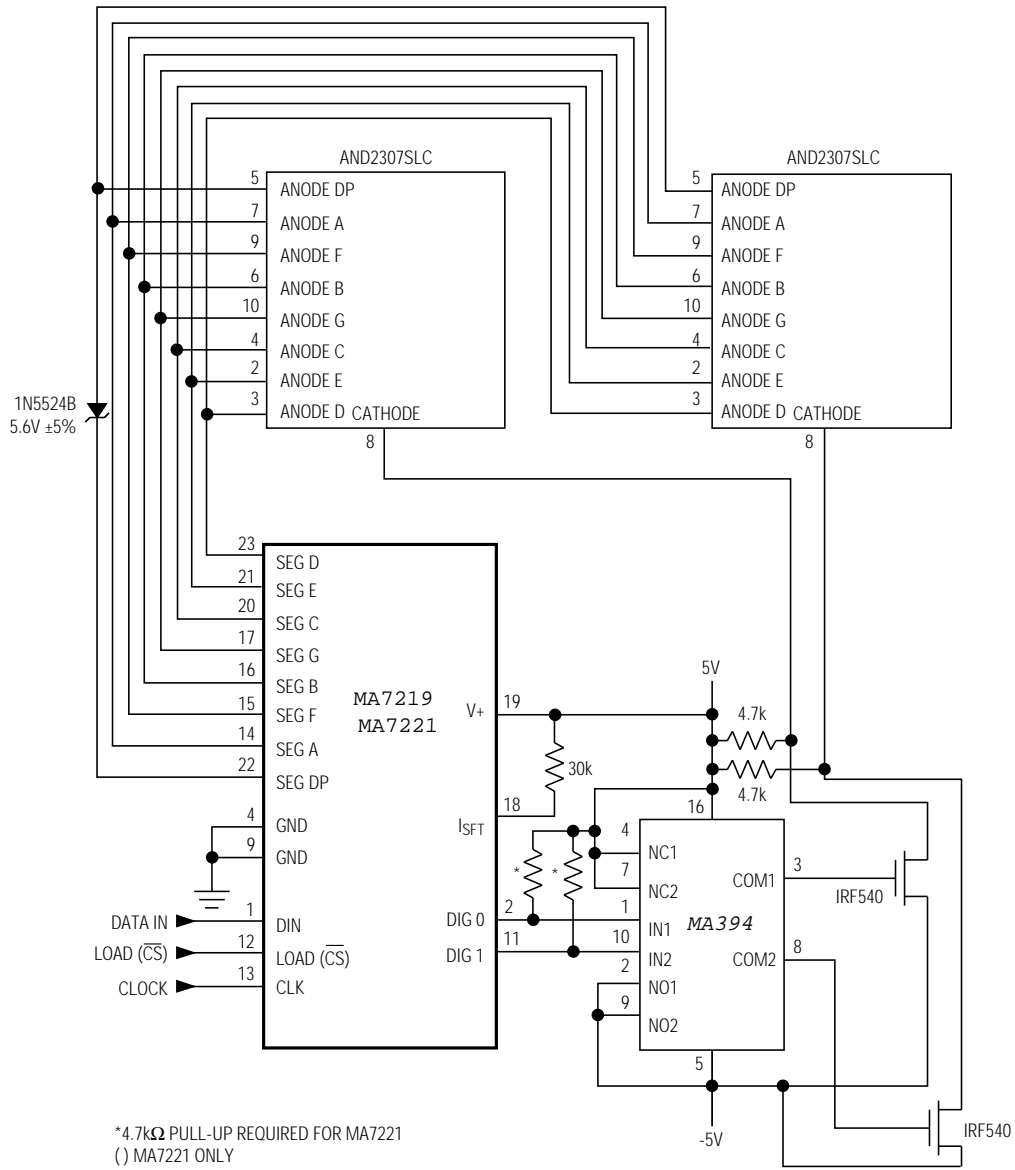 AND2307SLC
5 ANODE DP
7 ANODE A
9 ANODE F
6 ANODE B
10 ANODE G
4 ANODE C
2 ANODE E
3 ANODE D CATHODE
8
AND2307SLC
5 ANODE DP
7 ANODE A
9 ANODE F
6 ANODE B
10 ANODE G
4 ANODE C
2 ANODE E
3 ANODE D CATHODE
8
1N5524B
5.6V ±5%
23 SEG D
21 SEG E
20 SEG C
17 SEG G
16 SEG B
15 SEG F
14 SEG A
22 SEG DP
4 GND
9 GND
DATA IN 1 DIN
LOAD (C̅S̅) 12 LOAD (C̅S̅)
CLOCK 13 CLK
MA7219
MA7221
V+ 19
ISFT 18
DIG 0 2
DIG 1 11
30k
* *
5V
4.7k
4.7k
16
4 NC1
7 NC2
1 IN1
10 IN2
2 NO1
9 NO2
MA394
COM1 3
COM2 8
5
-5V
IRF540
IRF540
*4.7kΩ PULL-UP REQUIRED FOR MA7221
( ) MA7221 ONLY